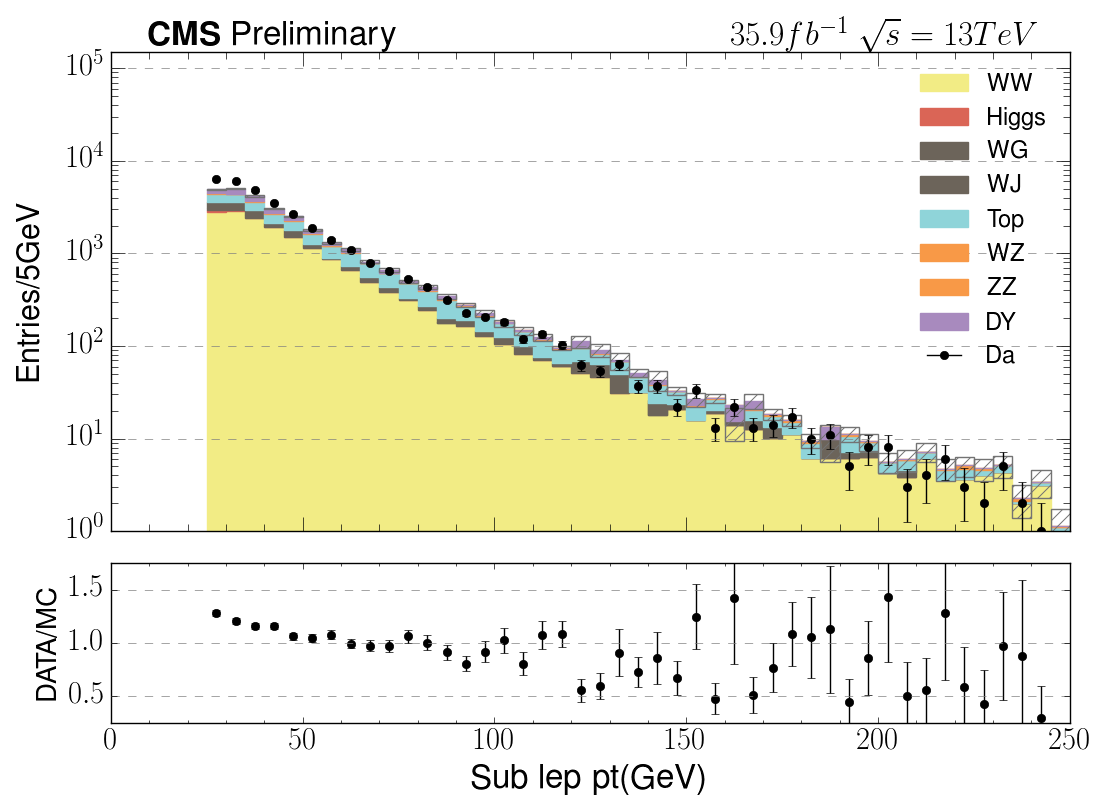 CMS Preliminary 35.9fb⁻¹ √s = 13TeV
10⁵
10⁴
10³
10²
10¹
10⁰
Entries/5GeV
WW
Higgs
WG
WJ
Top
WZ
ZZ
DY
Da
1.5
1.0
0.5
DATA/MC
0 50 100 150 200 250
Sub lep pt(GeV)